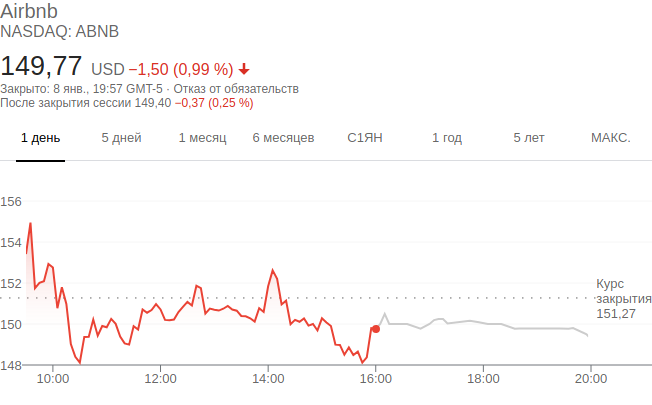 Airbnb
NASDAQ: ABNB
149,77 USD −1,50 (0,99 %)
Закрыто: 8 янв., 19:57 GMT-5 · Отказ от обязательств
После закрытия сессии 149,40 −0,37 (0,25 %)
1 день 5 дней 1 месяц 6 месяцев С1ЯН 1 год 5 лет МАКС.
156
154
152
150
148
Курс
закрытия
151,27
10:00 12:00 14:00 16:00 18:00 20:00